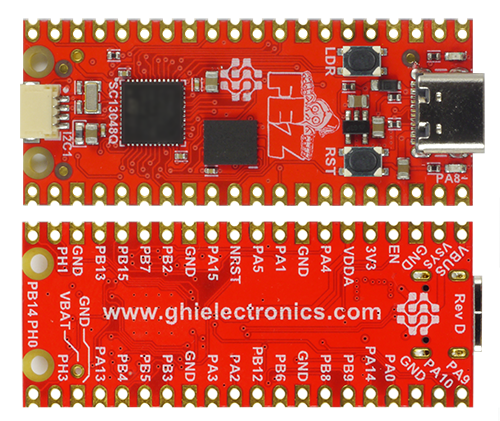 LDR
SC13048Q
FEZ
I2C1
RST
PA8~
PH1
GND
PB13
PB15
PB7
PB2
GND
PA15
NRST
PA5
PA1
GND
PA4
VDDA
3V3
EN
GND
VSYS
VBUS
PB14 PH0
VBAT
GND
www.ghielectronics.com
Rev D
PH3
PA13
PB4
PB5
PB3
GND
PA3
PA2
PB12
PB6
GND
PB8
PB9
PA14
PA0
GND
PA10
PA9